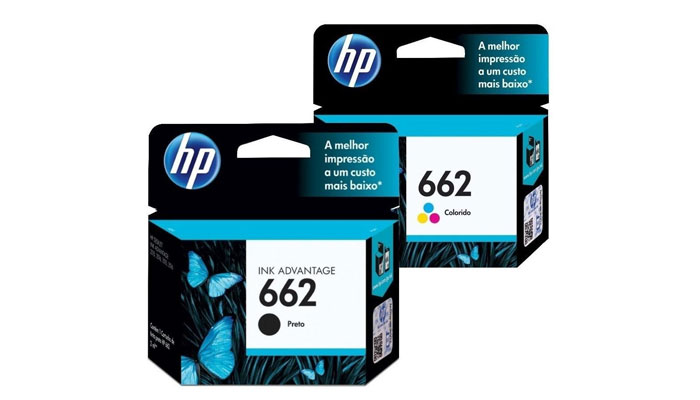 hp
A melhor
impressão
a um custo
mais baixo*
662
Colorido
hp
A melhor
impressão
a um custo
mais baixo*
INK ADVANTAGE
662
Preto